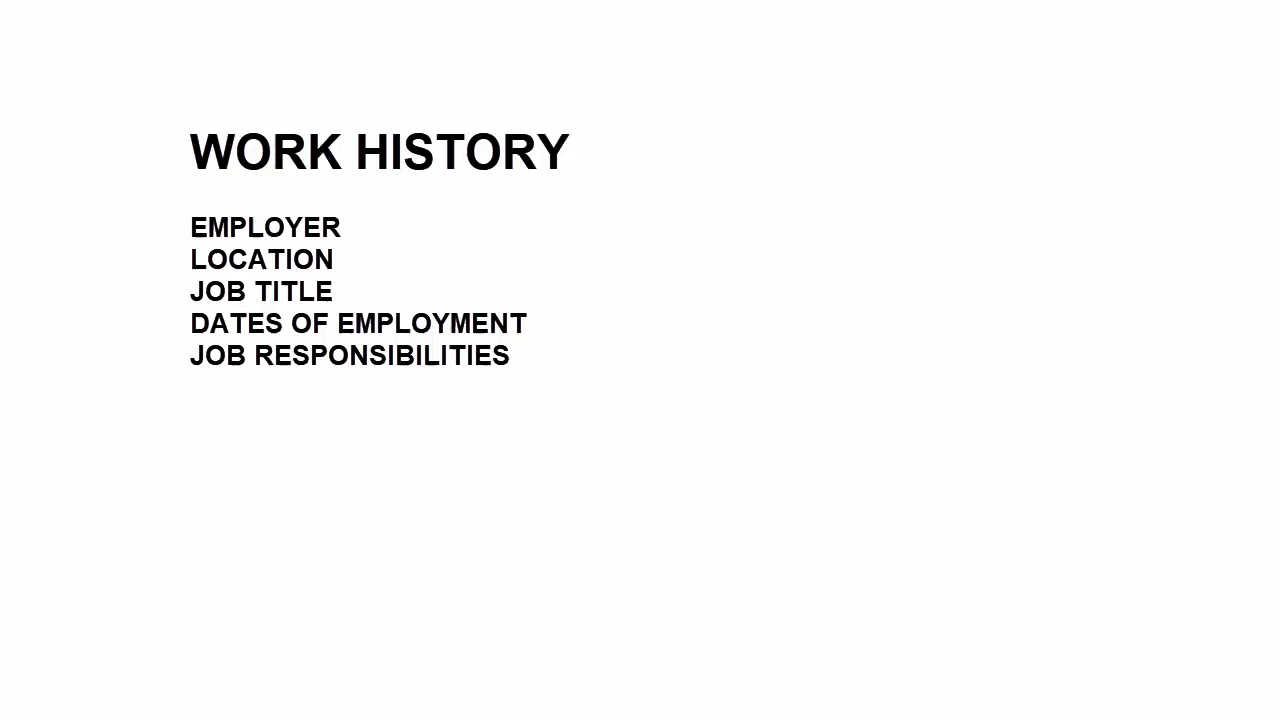 WORK HISTORY
EMPLOYER
LOCATION
JOB TITLE
DATES OF EMPLOYMENT
JOB RESPONSIBILITIES